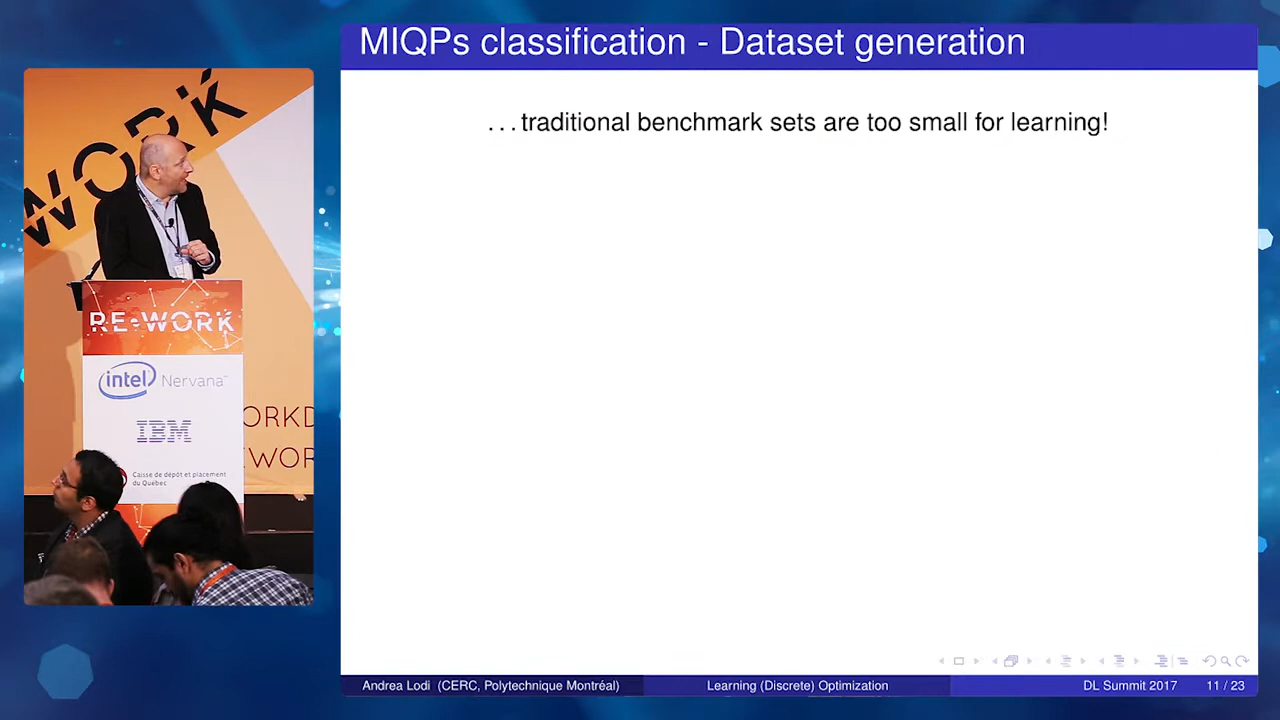 MIQPs classification - Dataset generation
. . . traditional benchmark sets are too small for learning!
WORK
RE•WORK
intel Nervana™
IBM
ORKD
EWOR
Caisse de dépôt et placement
du Québec
Andrea Lodi (CERC, Polytechnique Montréal)
Learning (Discrete) Optimization
DL Summit 2017
11 / 23